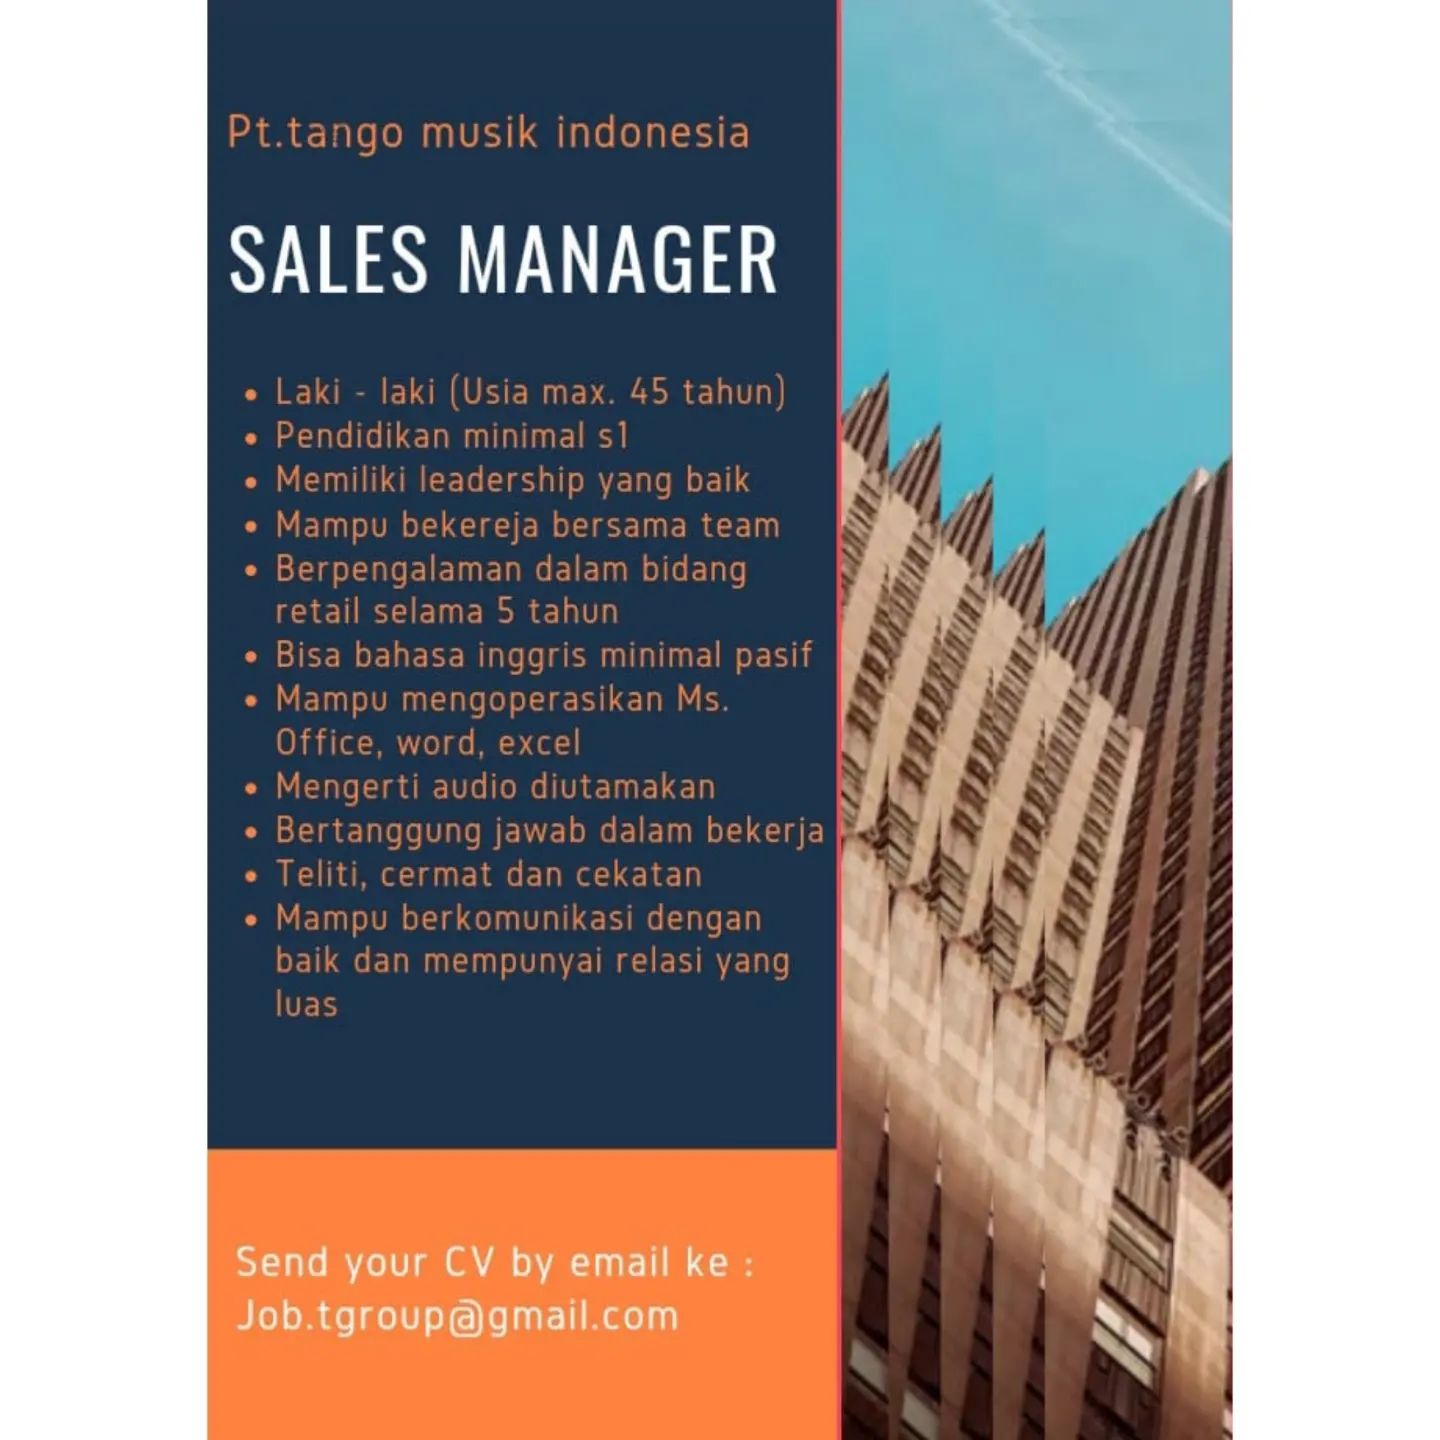 Pt.tango musik indonesia
SALES MANAGER
• Laki - laki (Usia max. 45 tahun)
• Pendidikan minimal s1
• Memiliki leadership yang baik
• Mampu bekereja bersama team
• Berpengalaman dalam bidang
retail selama 5 tahun
• Bisa bahasa inggris minimal pasif
• Mampu mengoperasikan Ms.
Office, word, excel
• Mengerti audio diutamakan
• Bertanggung jawab dalam bekerja
• Teliti, cermat dan cekatan
• Mampu berkomunikasi dengan
baik dan mempunyai relasi yang
luas
Send your CV by email ke :
Job.tgroup@gmail.com